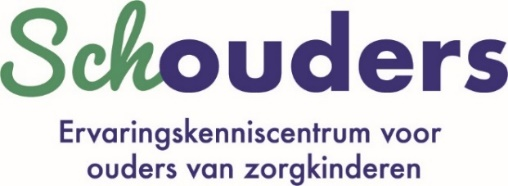 Schouders
Ervaringskenniscentrum voor
ouders van zorgkinderen